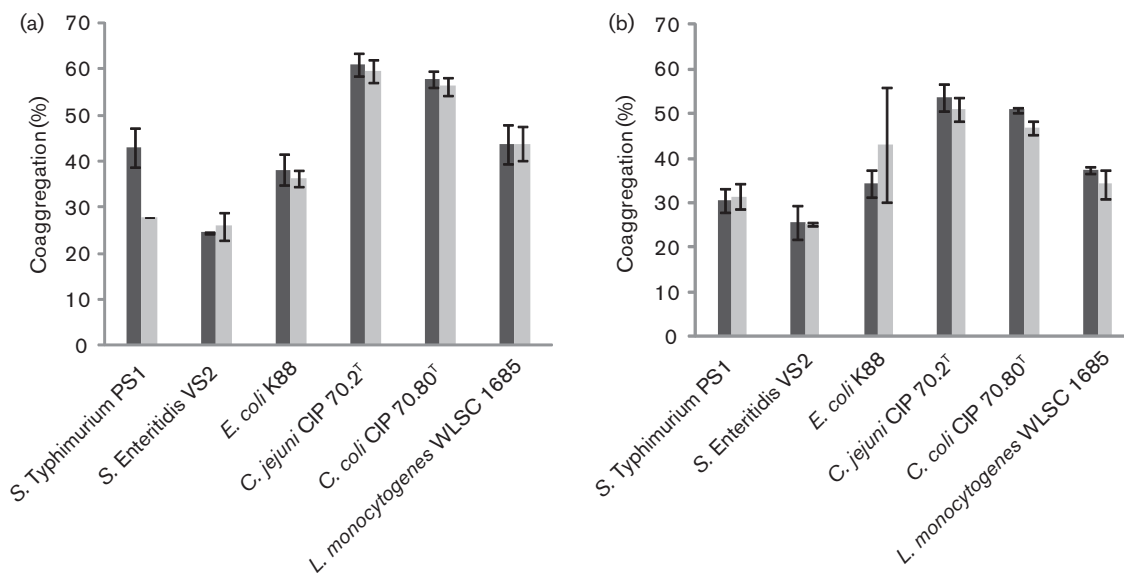 (a)
70
60
50
40
30
20
10
0
Coaggregation (%)
S. Typhimurium PS1
S. Enteritidis VS2
E. coli K88
C. jejuni CIP 70.2ᵀ
C. coli CIP 70.80ᵀ
L. monocytogenes WLSC 1685
(b)
70
60
50
40
30
20
10
0
Coaggregation (%)
S. Typhimurium PS1
S. Enteritidis VS2
E. coli K88
C. jejuni CIP 70.2ᵀ
C. coli CIP 70.80ᵀ
L. monocytogenes WLSC 1685